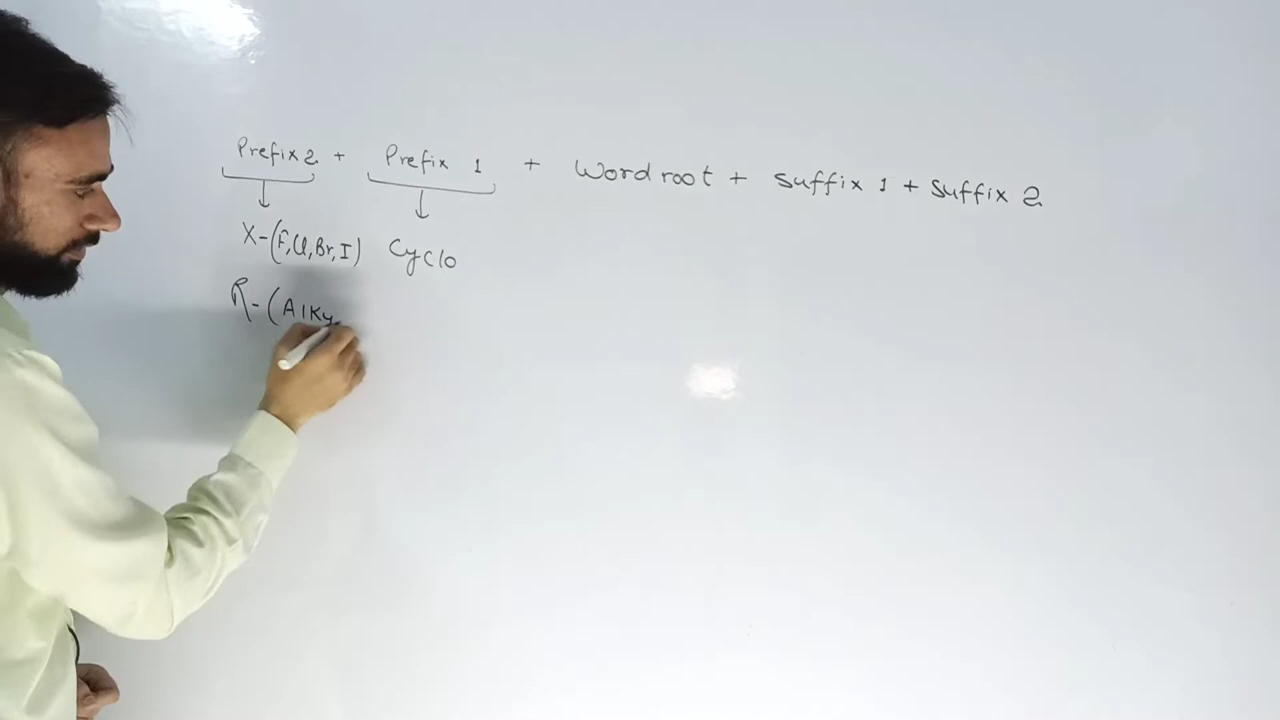 Prefix 2 + Prefix 1 + Word root + Suffix 1 + Suffix 2
X-(F,Cl,Br,I) Cyclo
R-(Alky